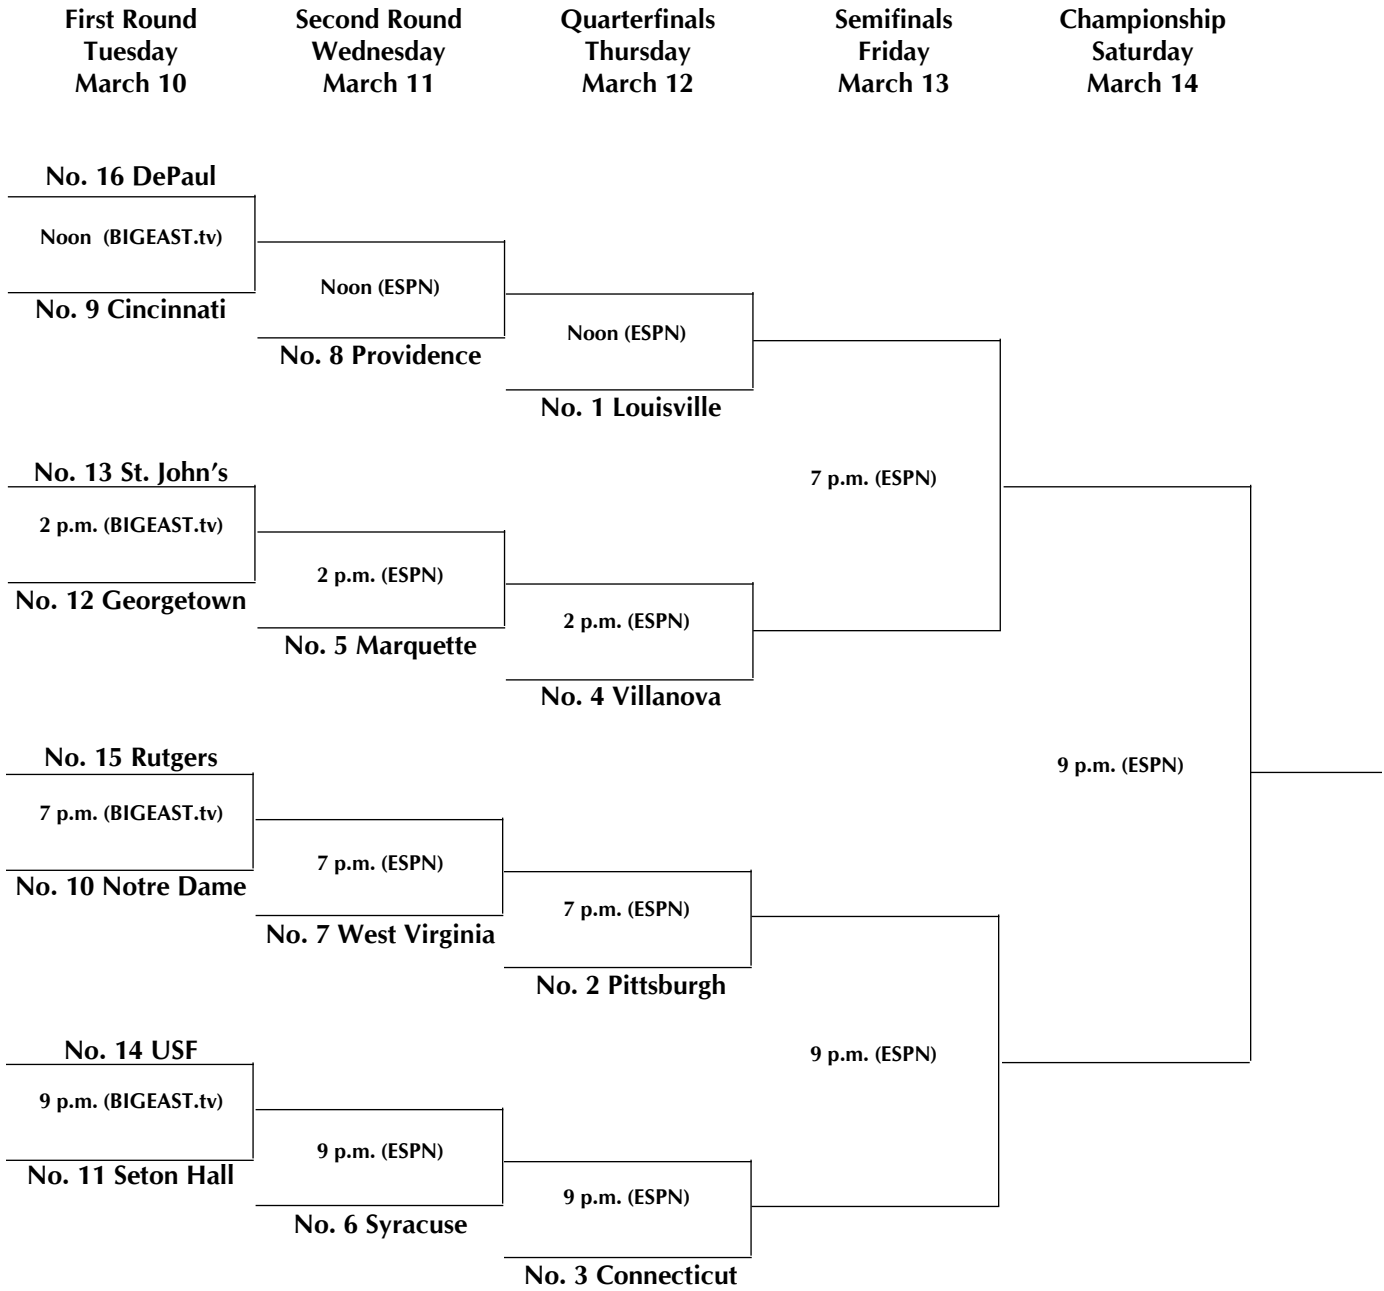 First Round
Tuesday
March 10
Second Round
Wednesday
March 11
Quarterfinals
Thursday
March 12
Semifinals
Friday
March 13
Championship
Saturday
March 14
No. 16 DePaul
Noon (BIGEAST.tv)
No. 9 Cincinnati
Noon (ESPN)
No. 8 Providence
Noon (ESPN)
No. 1 Louisville
No. 13 St. John’s
2 p.m. (BIGEAST.tv)
No. 12 Georgetown
2 p.m. (ESPN)
No. 5 Marquette
2 p.m. (ESPN)
No. 4 Villanova
7 p.m. (ESPN)
No. 15 Rutgers
7 p.m. (BIGEAST.tv)
No. 10 Notre Dame
7 p.m. (ESPN)
No. 7 West Virginia
7 p.m. (ESPN)
No. 2 Pittsburgh
No. 14 USF
9 p.m. (BIGEAST.tv)
No. 11 Seton Hall
9 p.m. (ESPN)
No. 6 Syracuse
9 p.m. (ESPN)
No. 3 Connecticut
9 p.m. (ESPN)
9 p.m. (ESPN)